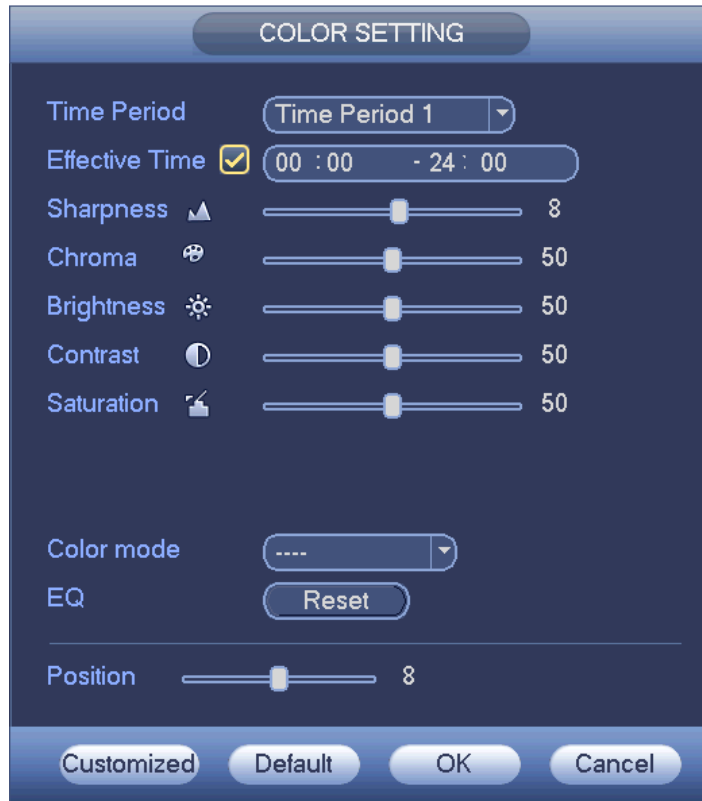 COLOR SETTING
Time Period Time Period 1
Effective Time 00 : 00 - 24 : 00
Sharpness 8
Chroma 50
Brightness 50
Contrast 50
Saturation 50
Color mode ----
EQ Reset
Position 8
Customized Default OK Cancel